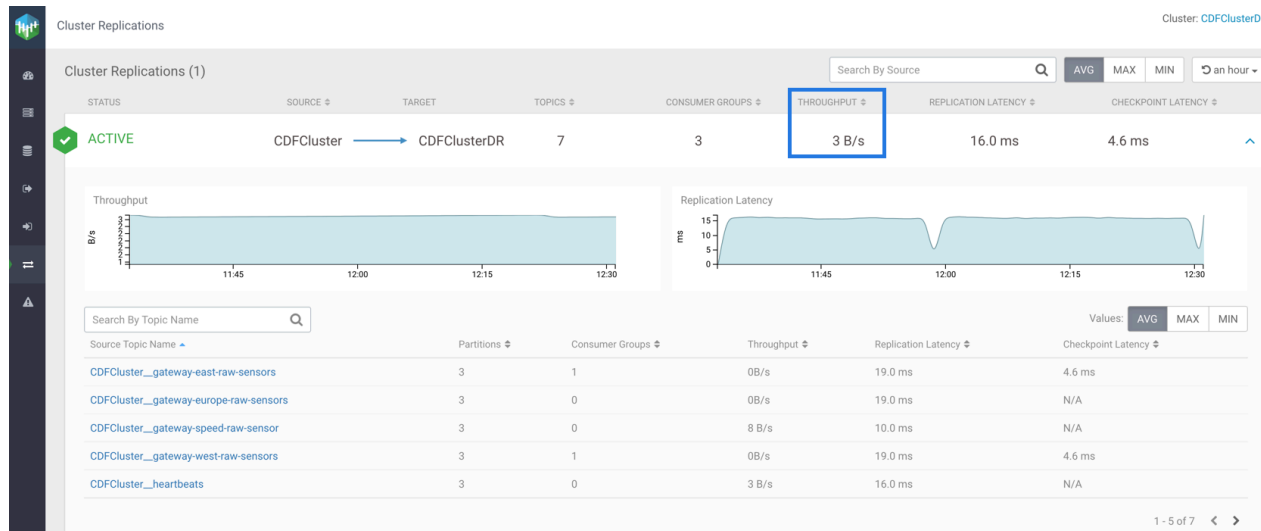 Cluster Replications
Cluster: CDFClusterD
Cluster Replications (1)
Search By Source
AVG MAX MIN
an hour
STATUS SOURCE TARGET TOPICS CONSUMER GROUPS THROUGHPUT REPLICATION LATENCY CHECKPOINT LATENCY
ACTIVE CDFCluster CDFClusterDR 7 3 3 B/s 16.0 ms 4.6 ms
Throughput
B/s
3
2
2
2
2
1
11:45 12:00 12:15 12:30
Replication Latency
ms
15
10
5
0
11:45 12:00 12:15 12:30
Search By Topic Name
Values: AVG MAX MIN
Source Topic Name Partitions Consumer Groups Throughput Replication Latency Checkpoint Latency
CDFCluster__gateway-east-raw-sensors 3 1 0B/s 19.0 ms 4.6 ms
CDFCluster__gateway-europe-raw-sensors 3 0 0B/s 19.0 ms N/A
CDFCluster__gateway-speed-raw-sensor 3 0 8 B/s 10.0 ms N/A
CDFCluster__gateway-west-raw-sensors 3 1 0B/s 19.0 ms 4.6 ms
CDFCluster__heartbeats 3 0 3 B/s 16.0 ms N/A
1 - 5 of 7